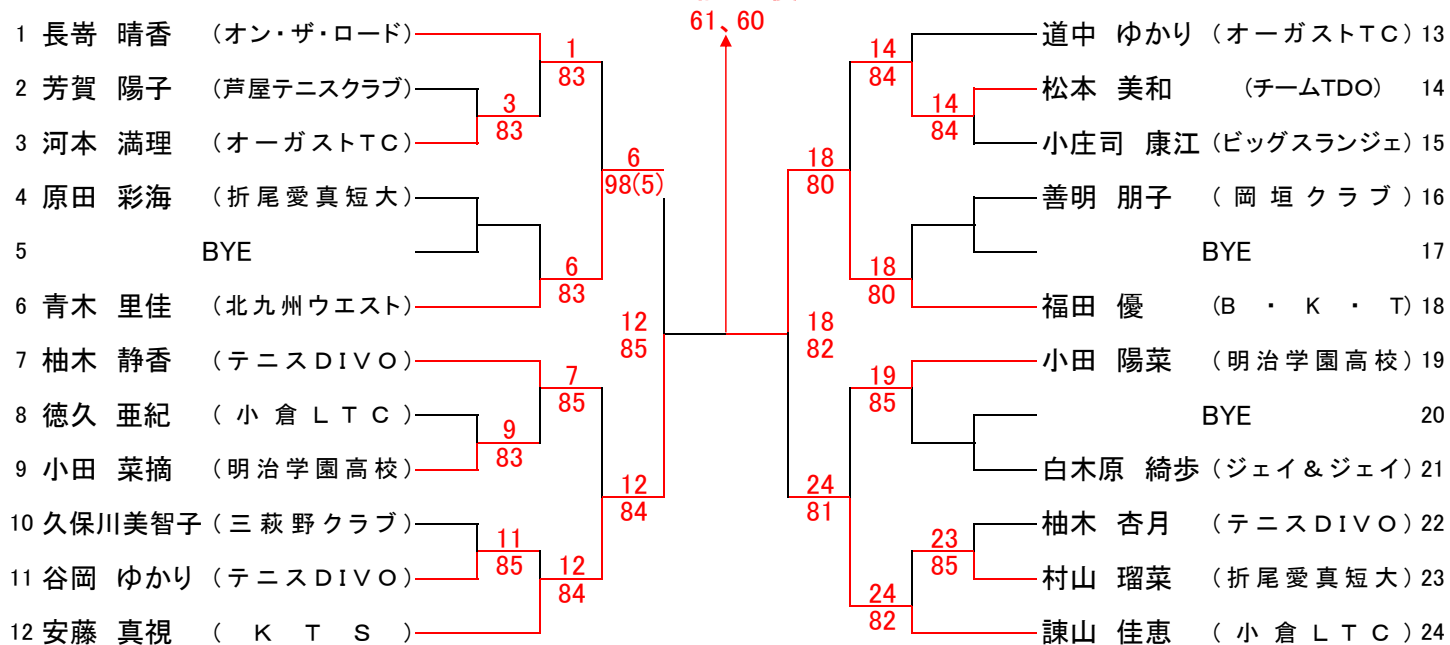 61、60
1 長嵜 晴香 (オン・ザ・ロード)
2 芳賀 陽子 (芦屋テニスクラブ)
3 河本 満理 (オーガストTC)
4 原田 彩海 (折尾愛真短大)
5 BYE
6 青木 里佳 (北九州ウエスト)
7 柚木 静香 (テニスDIVO)
8 徳久 亜紀 (小倉LTC)
9 小田 菜摘 (明治学園高校)
10 久保川美智子 (三萩野クラブ)
11 谷岡 ゆかり (テニスDIVO)
12 安藤 真視 (KTS)
3
83
9
83
11
85
1
83
6
83
7
85
12
84
6
98(5)
12
84
12
85
18
82
18
80
24
81
14
84
18
80
19
85
24
82
14
84
23
85
道中 ゆかり (オーガストTC) 13
松本 美和 (チームTDO) 14
小庄司 康江 (ビッグスランジェ) 15
善明 朋子 (岡垣クラブ) 16
BYE 17
福田 優 (B・K・T) 18
小田 陽菜 (明治学園高校) 19
BYE 20
白木原 綺歩 (ジェイ&ジェイ) 21
柚木 杏月 (テニスDIVO) 22
村山 瑠菜 (折尾愛真短大) 23
諌山 佳恵 (小倉LTC) 24